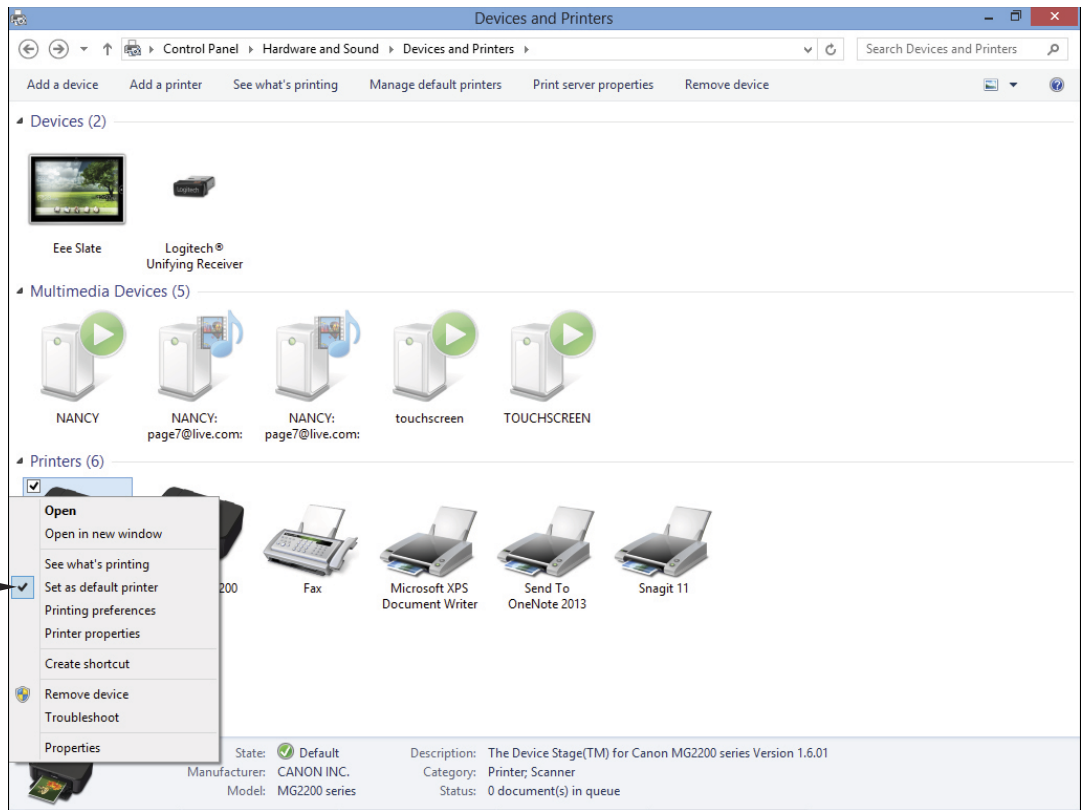 Devices and Printers
Control Panel Hardware and Sound Devices and Printers
Search Devices and Printers
Add a device Add a printer See what's printing Manage default printers Print server properties Remove device
Devices (2)
Logitech
Eee Slate
Logitech®
Unifying Receiver
Multimedia Devices (5)
NANCY
NANCY:
page7@live.com:
NANCY:
page7@live.com:
touchscreen
TOUCHSCREEN
Printers (6)
200
Fax
Microsoft XPS
Document Writer
Send To
OneNote 2013
Snagit 11
Open
Open in new window
See what's printing
Set as default printer
Printing preferences
Printer properties
Create shortcut
Remove device
Troubleshoot
Properties
State: Default Description: The Device Stage(TM) for Canon MG2200 series Version 1.6.01
Manufacturer: CANON INC. Category: Printer; Scanner
Model: MG2200 series Status: 0 document(s) in queue